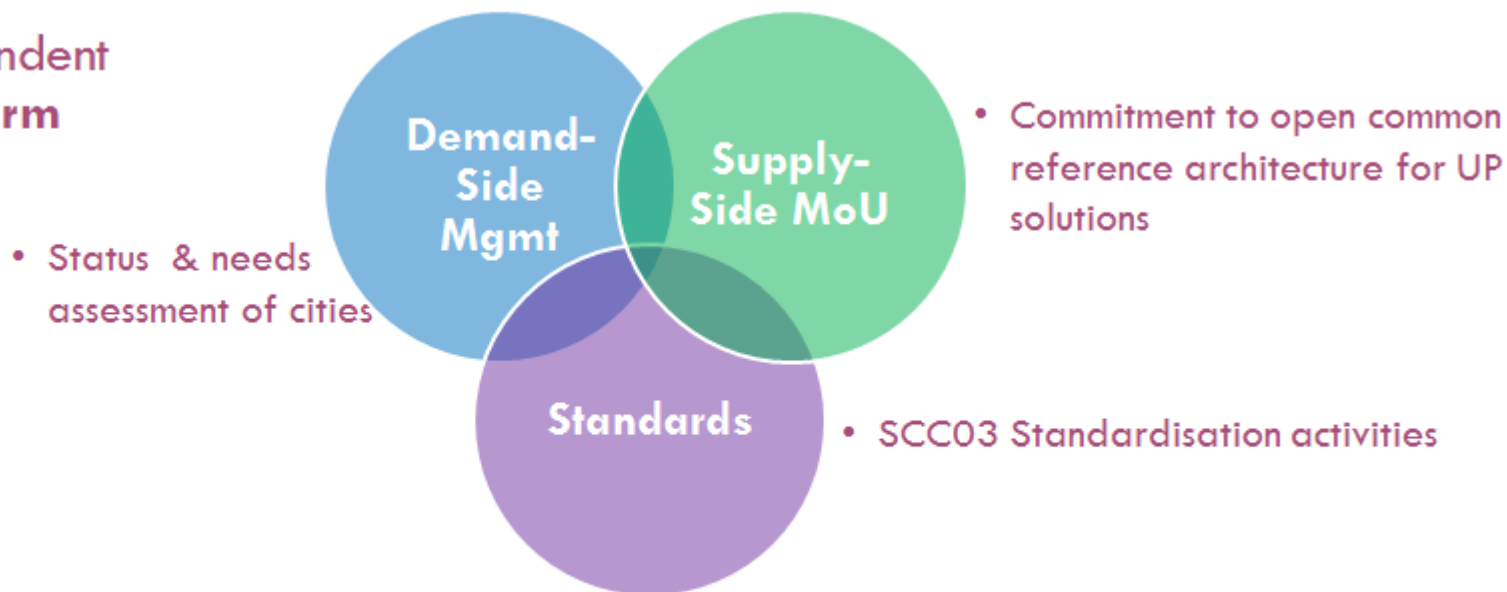 ndent
rm
Demand-
Side
Mgmt
Supply-
Side MoU
• Commitment to open common
reference architecture for UP
solutions
• Status & needs
assessment of cities
Standards
• SCC03 Standardisation activities